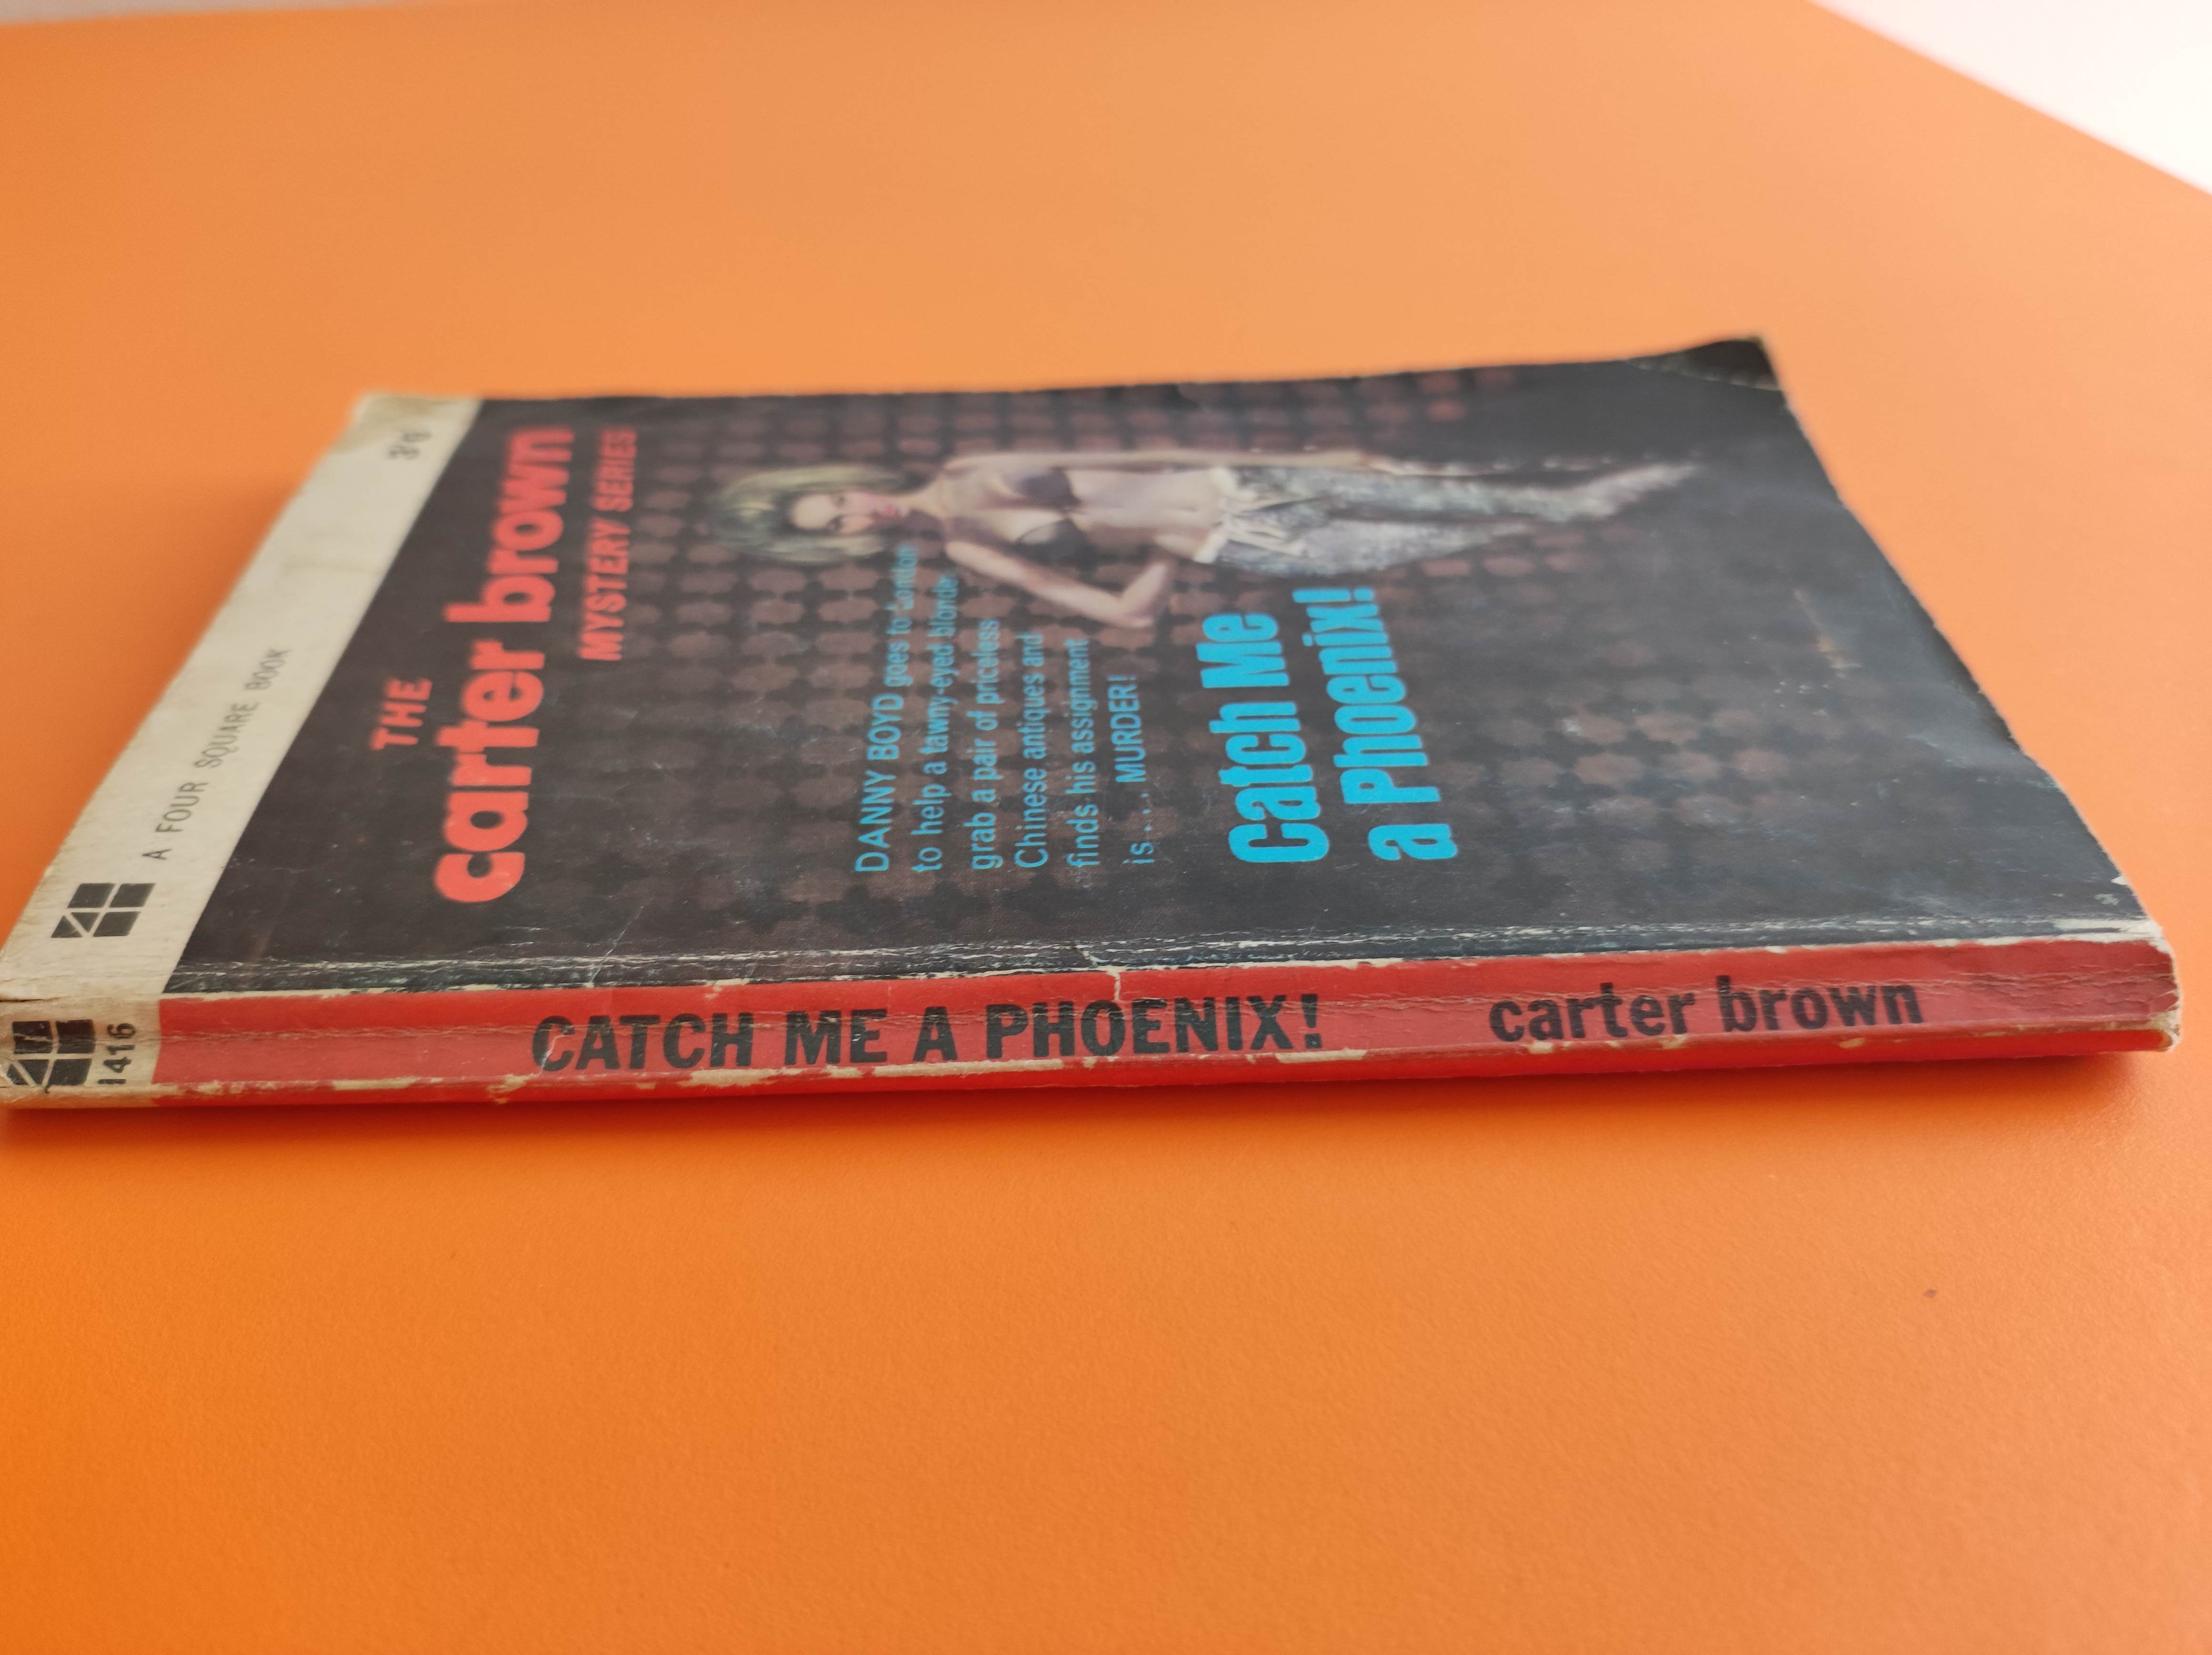 A FOUR SQUARE BOOK
3'6
THE
carter brown
MYSTERY SERIES
DANNY BOYD goes to London
to help a tawny-eyed blonde
grab a pair of priceless
Chinese antiques and
finds his assignment
is.... MURDER!
Catch Me
a Phoenix!
1416
CATCH ME A PHOENIX! carter brown